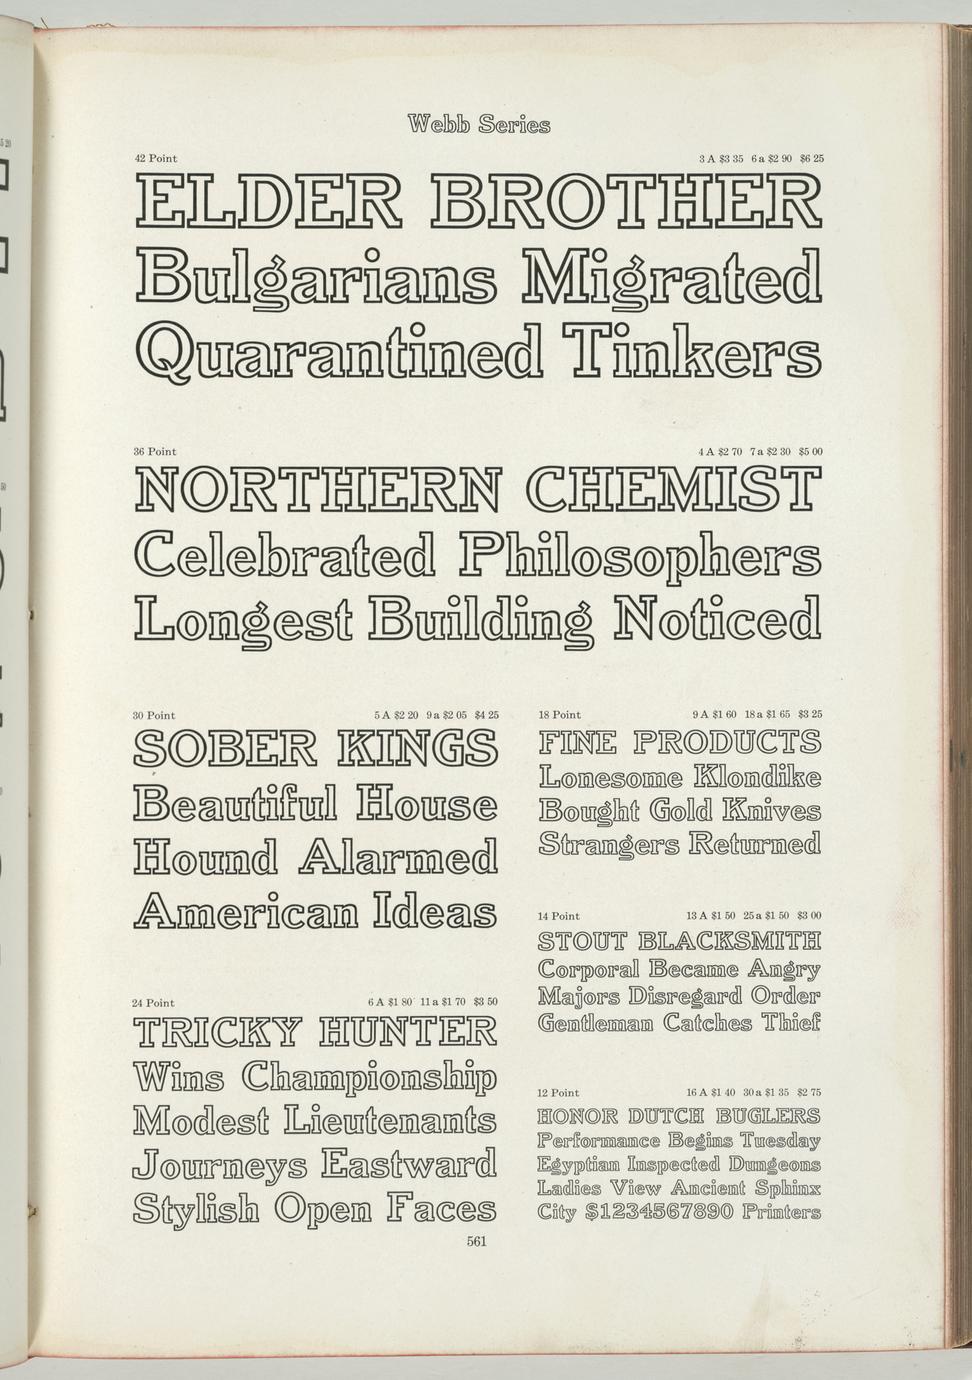 Webb Series
42 Point 3 A $3 35 6 a $2 90 $6 25
ELDER BROTHER
Bulgarians Migrated
Quarantined Tinkers
36 Point 4 A $2 70 7 a $2 30 $5 00
NORTHERN CHEMIST
Celebrated Philosophers
Longest Building Noticed
30 Point 5 A $2 20 9 a $2 05 $4 25
SOBER KINGS
Beautiful House
Hound Alarmed
American Ideas
24 Point 6 A $1 80 11 a $1 70 $3 50
TRICKY HUNTER
Wins Championship
Modest Lieutenants
Journeys Eastward
Stylish Open Faces
18 Point 9 A $1 60 18 a $1 65 $3 25
FINE PRODUCTS
Lonesome Klondike
Bought Gold Knives
Strangers Returned
14 Point 13 A $1 50 25 a $1 50 $3 00
STOUT BLACKSMITH
Corporal Became Angry
Majors Disregard Order
Gentleman Catches Thief
12 Point 16 A $1 40 30 a $1 35 $2 75
HONOR DUTCH BUGLERS
Performance Begins Tuesday
Egyptian Inspected Dungeons
Ladies View Ancient Sphinx
City $1234567890 Printers
561